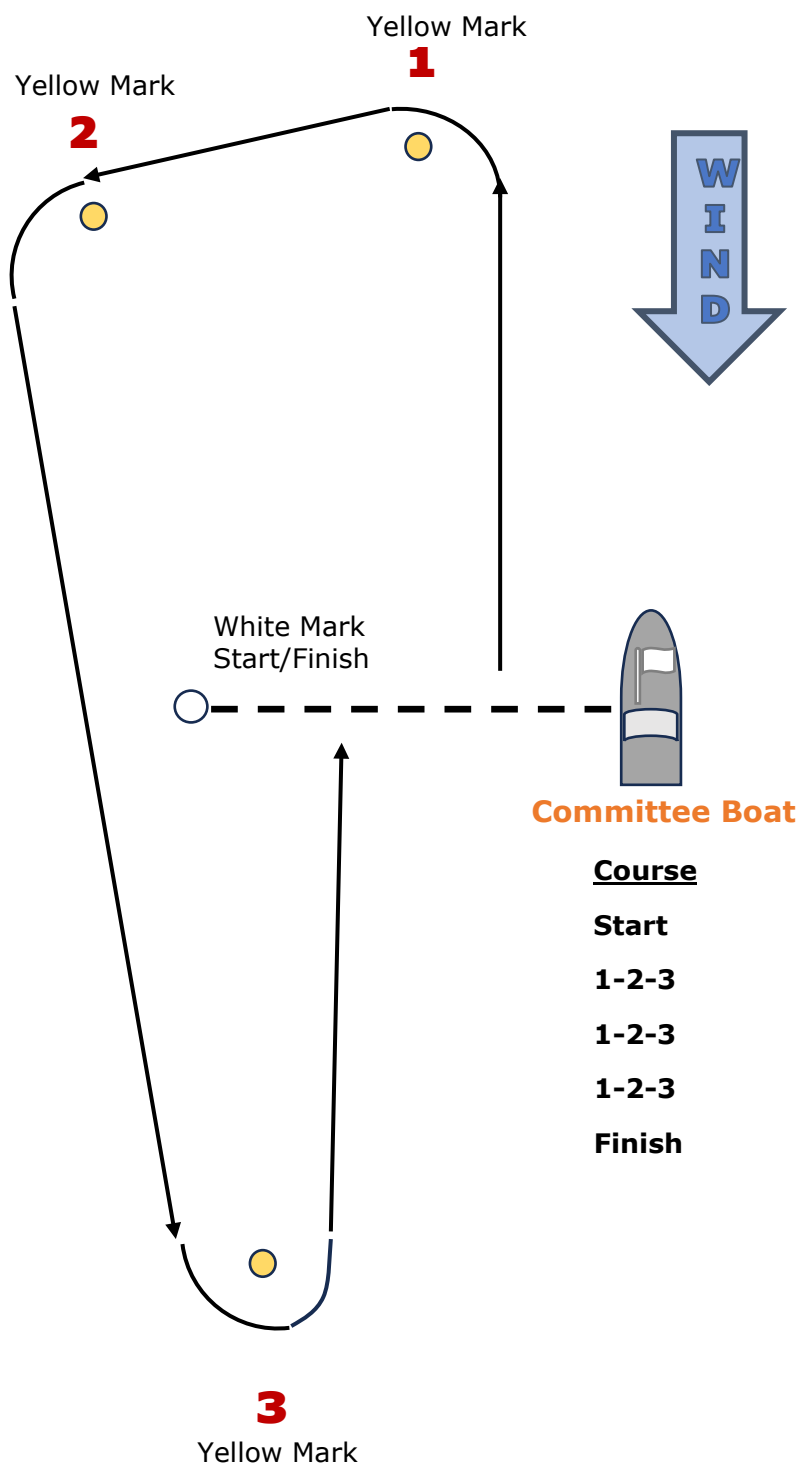 Yellow Mark
1
Yellow Mark
2
WIND
White Mark
Start/Finish
Committee Boat
Course
Start
1-2-3
1-2-3
1-2-3
Finish
3
Yellow Mark